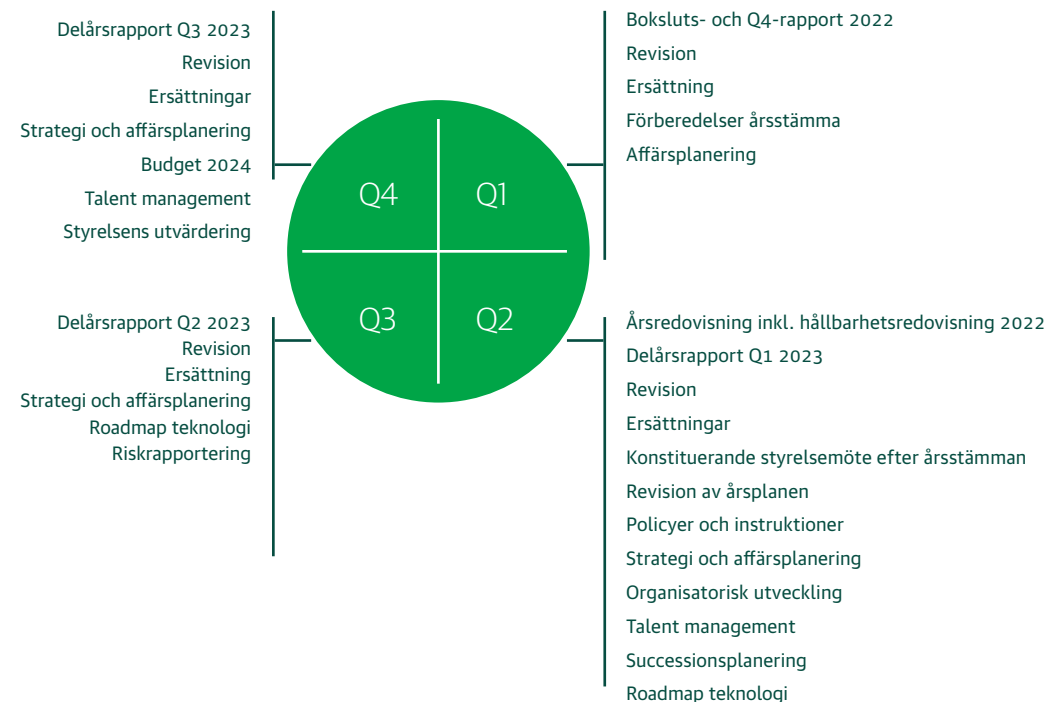 Delårsrapport Q3 2023
Revision
Ersättningar
Strategi och affärsplanering
Budget 2024
Talent management
Styrelsens utvärdering
Boksluts- och Q4-rapport 2022
Revision
Ersättning
Förberedelser årsstämma
Affärsplanering
Q4
Q1
Q3
Q2
Delårsrapport Q2 2023
Revision
Ersättning
Strategi och affärsplanering
Roadmap teknologi
Riskrapportering
Årsredovisning inkl. hållbarhetsredovisning 2022
Delårsrapport Q1 2023
Revision
Ersättningar
Konstituerande styrelsemöte efter årsstämman
Revision av årsplanen
Policyer och instruktioner
Strategi och affärsplanering
Organisatorisk utveckling
Talent management
Successionsplanering
Roadmap teknologi